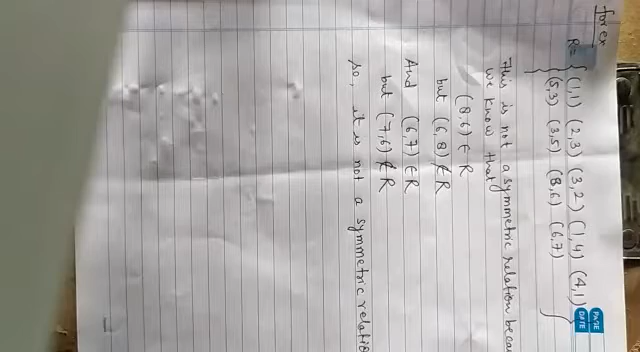 for ex
PAGE
DATE
R = { (1,1) (2,3) (3,2) (1,4) (4,1)
(5,3) (3,5) (8,6) (6,7) }
This is not a symmetric relation becau
we know that
(8,6) ∈ R
but (6,8) ∉ R
And (6,7) ∈ R
but (7,6) ∉ R
so, it is not a symmetric relatio